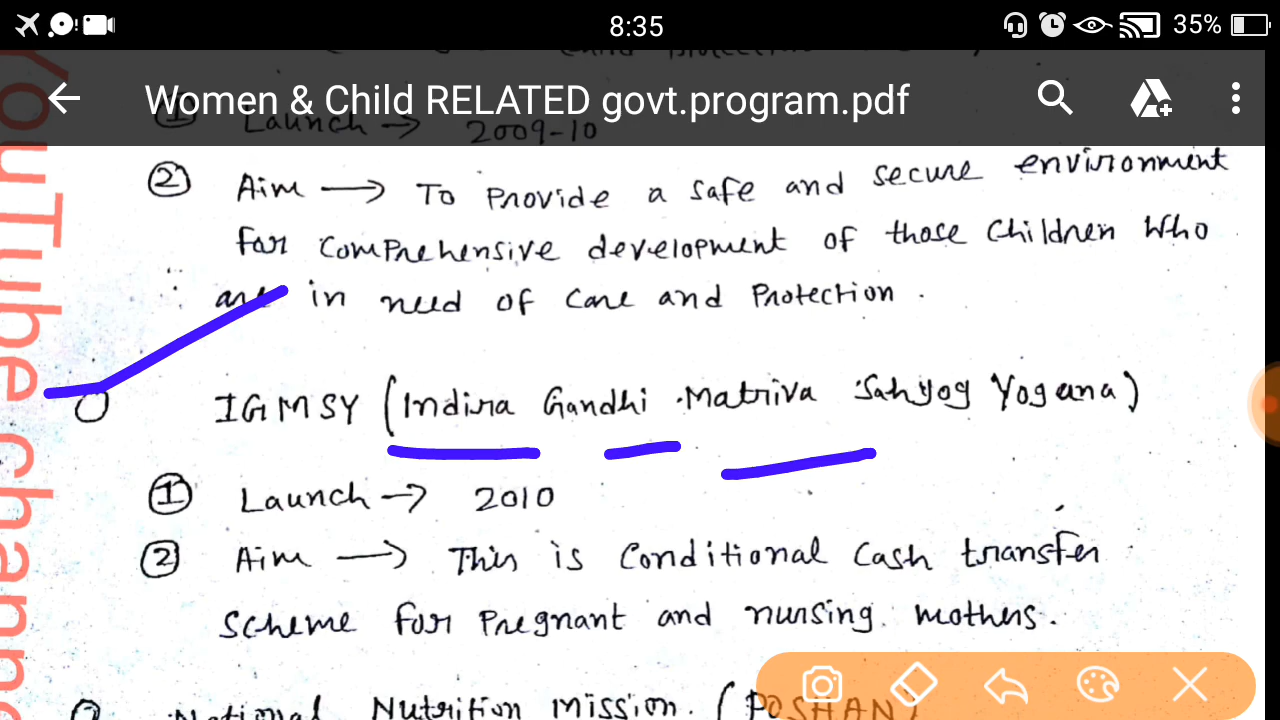 8:35
35%
Women & Child RELATED govt.program.pdf
① Launch → 2009-10
② Aim → To Provide a safe and secure environment
for comprehensive development of those children who
are in need of care and Protection.
IGMSY (Indira Gandhi Matriva Sahyog Yogana)
① Launch → 2010
② Aim → This is conditional cash transfer
scheme for Pregnant and nursing mothers.
National Nutrition mission. (POSHAN)
YouTube channe